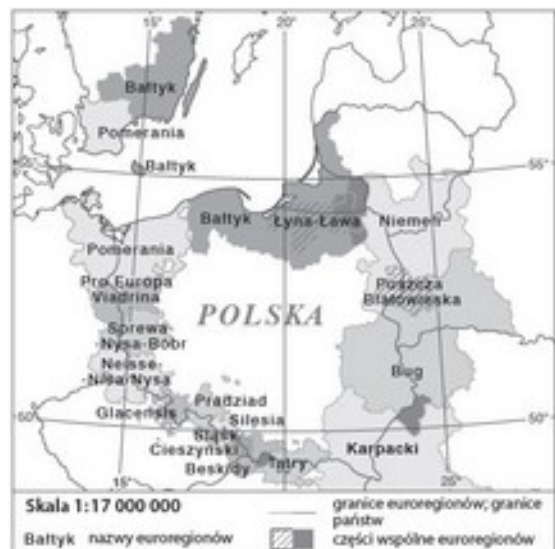 15°
20°
25°
Bałtyk
Pomerania
Bałtyk
55°
55°
Bałtyk
Łyna-Ława
Niemen
Pomerania
Pro Europa
Viadrina
Puszcza
Białowieska
POLSKA
Sprewa-
-Nysa-Bóbr
Neisse-
-Nisa-Nysa
Bug
Pradziad
Glacensis
Silesia
50°
50°
Śląsk
Cieszyński
Karpacki
Beskidy
Tatry
15°
20°
25°
Skala 1:17 000 000
granice euroregionów; granice
państw
Bałtyk nazwy euroregionów
części wspólne euroregionów